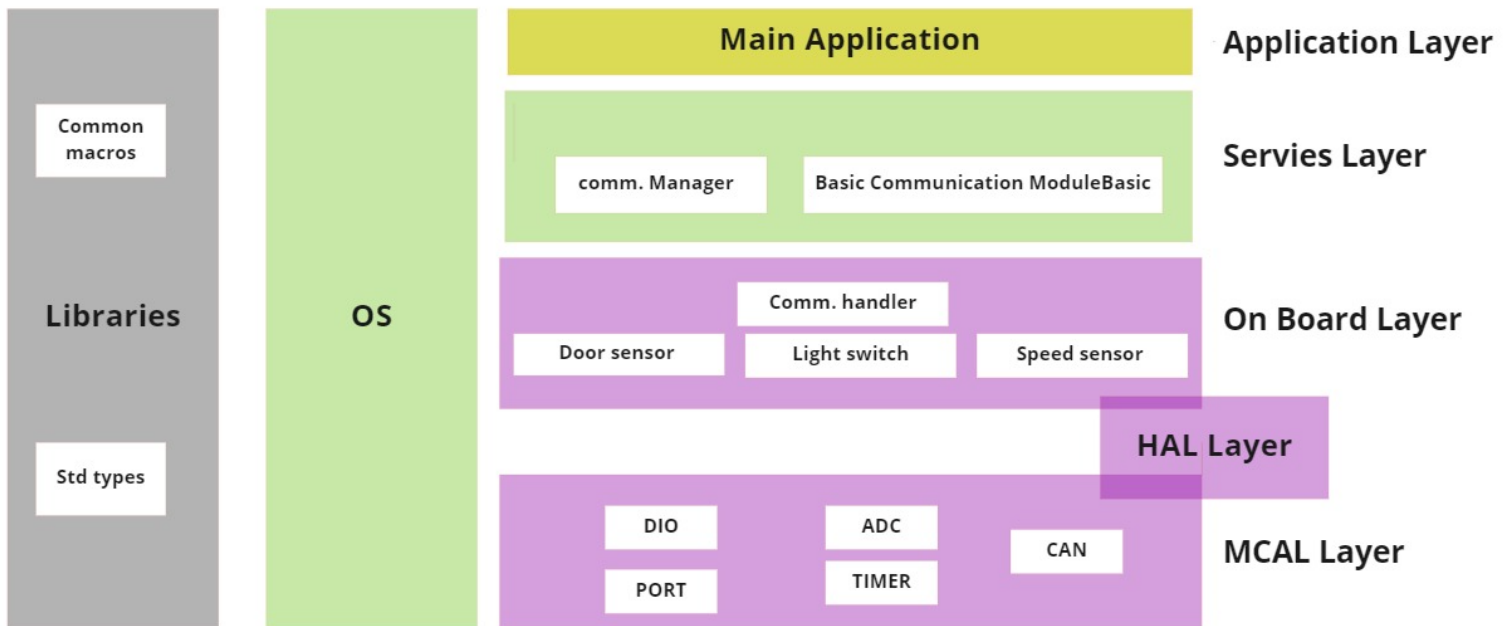 Main Application
Application Layer
Common
macros
Servies Layer
comm. Manager
Basic Communication ModuleBasic
Libraries
OS
Comm. handler
On Board Layer
Door sensor
Light switch
Speed sensor
HAL Layer
Std types
DIO
ADC
CAN
MCAL Layer
PORT
TIMER